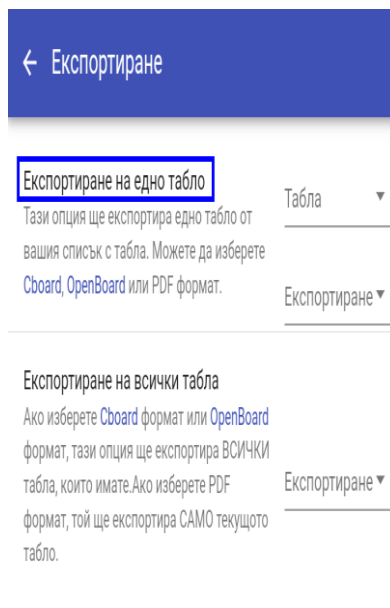 Експортиране
Експортиране на едно табло
Тази опция ще експортира едно табло от
вашия списък с табла. Можете да изберете
Cboard, OpenBoard или PDF формат.
Табла
Експортиране
Експортиране на всички табла
Ако изберете Cboard формат или OpenBoard
формат, тази опция ще експортира ВСИЧКИ
табла, които имате.Ако изберете PDF
формат, той ще експортира САМО текущото
табло.
Експортиране